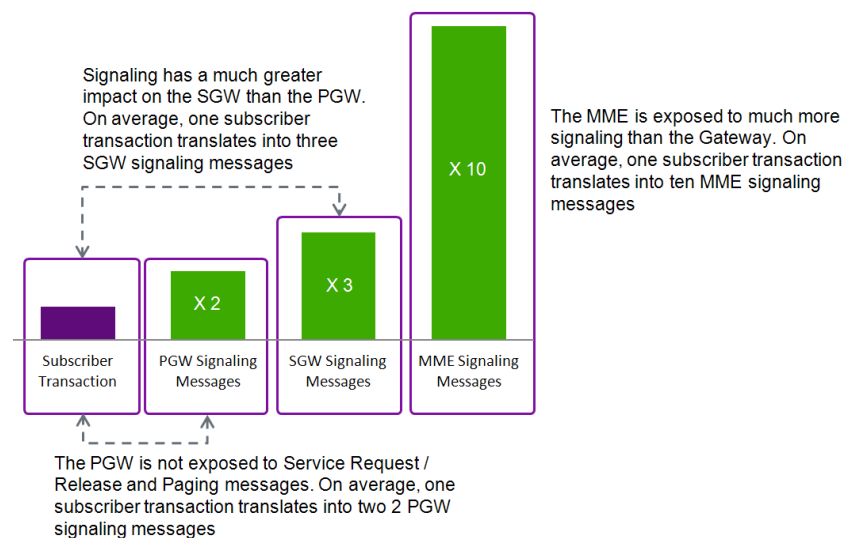 Signaling has a much greater
impact on the SGW than the PGW.
On average, one subscriber
transaction translates into three
SGW signaling messages
The MME is exposed to much more
signaling than the Gateway. On
average, one subscriber transaction
translates into ten MME signaling
messages
X 2
X 3
X 10
Subscriber
Transaction
PGW Signaling
Messages
SGW Signaling
Messages
MME Signaling
Messages
The PGW is not exposed to Service Request /
Release and Paging messages. On average, one
subscriber transaction translates into two 2 PGW
signaling messages